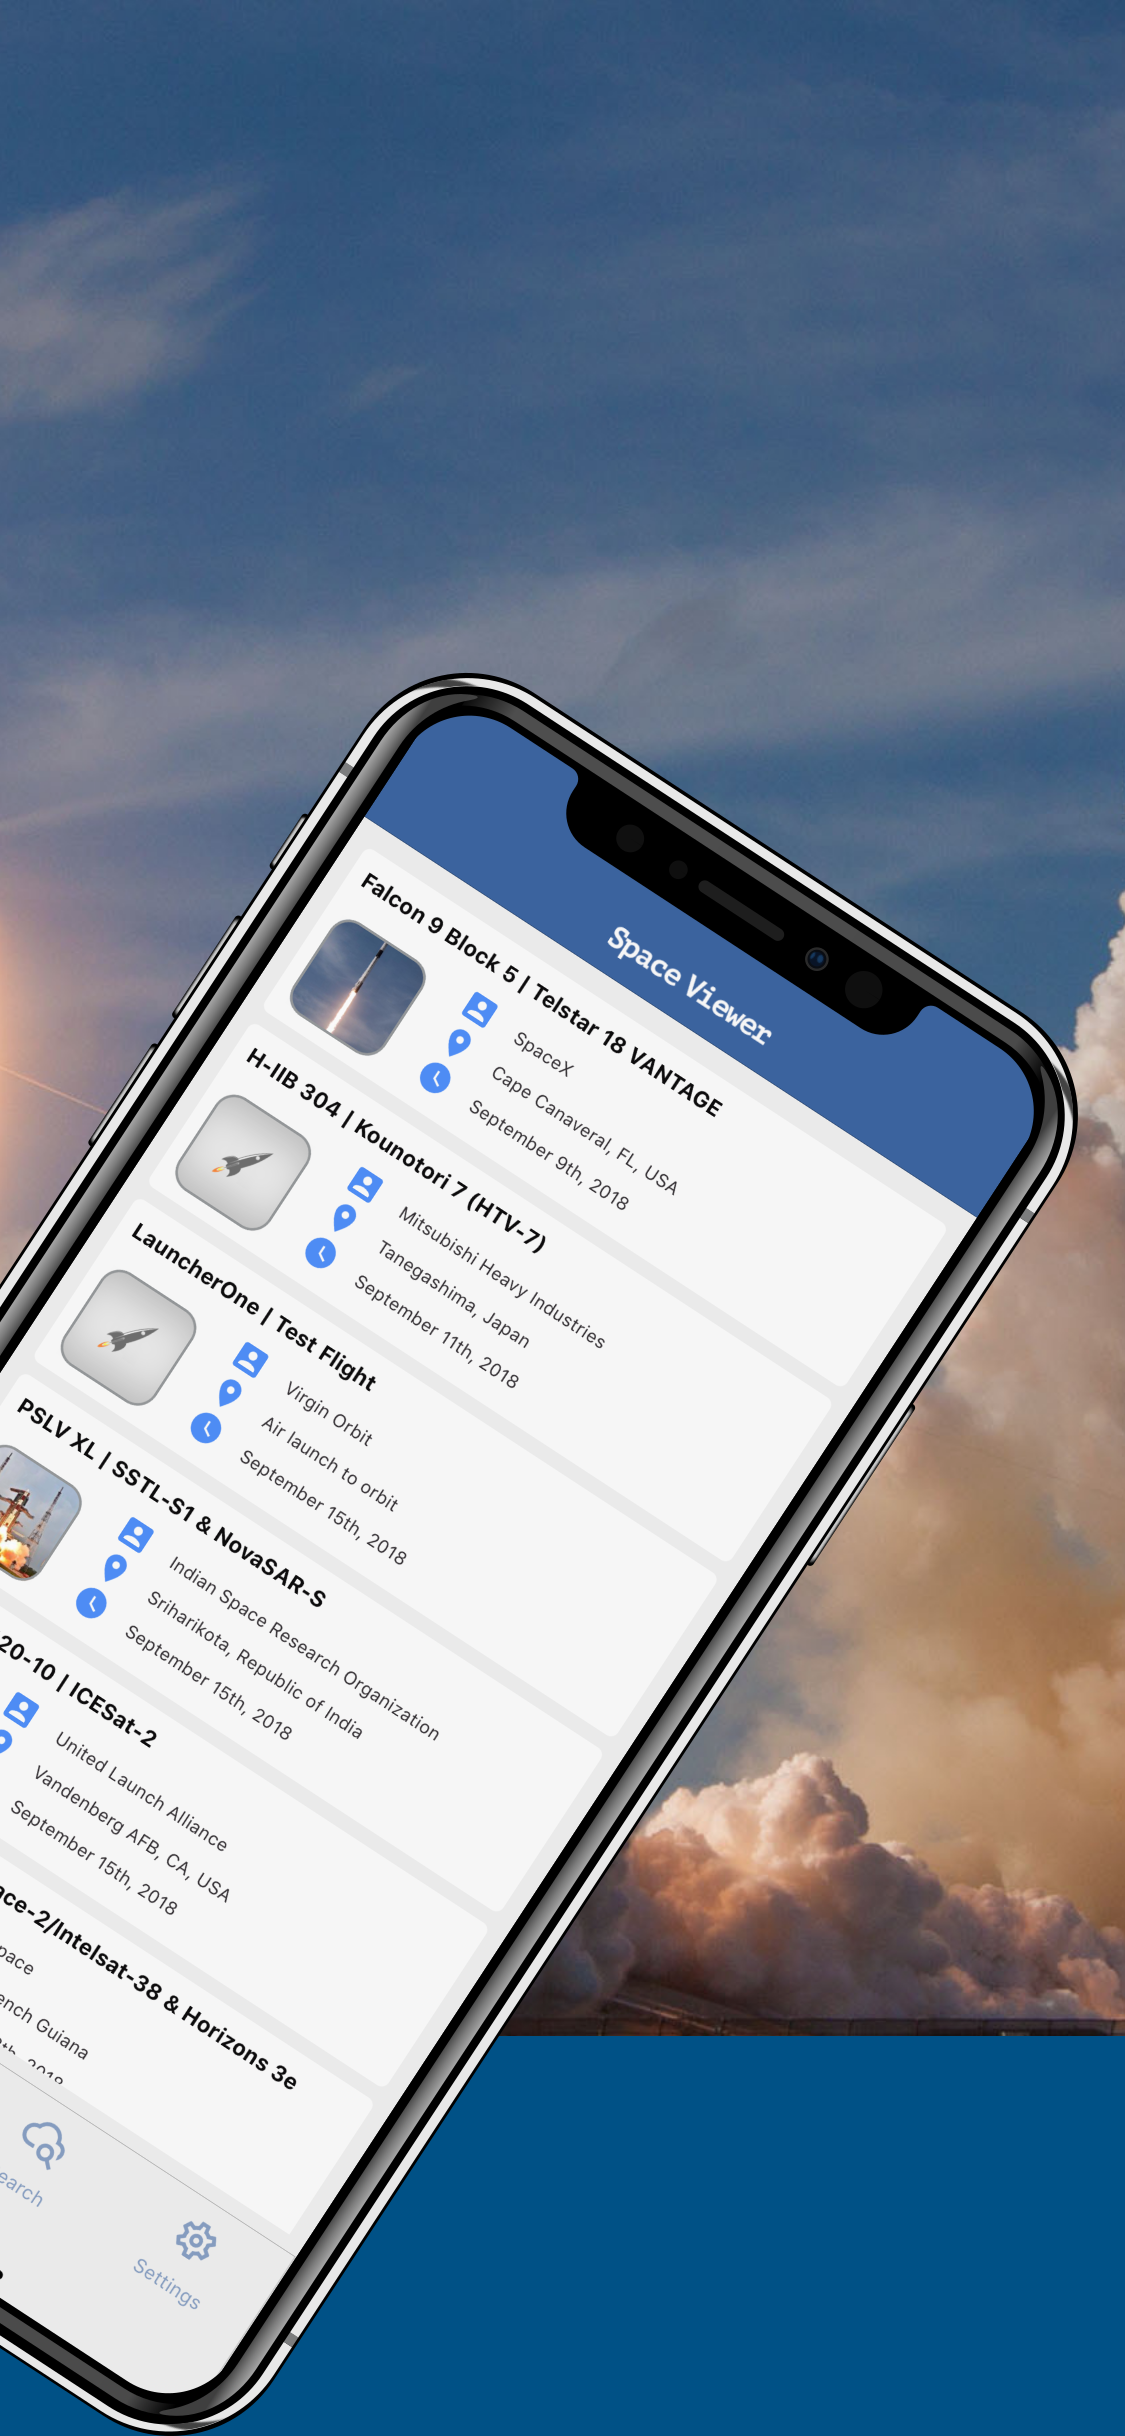 Space Viewer
Falcon 9 Block 5 | Telstar 18 VANTAGE
SpaceX
Cape Canaveral, FL, USA
September 9th, 2018
H-IIB 304 | Kounotori 7 (HTV-7)
Mitsubishi Heavy Industries
Tanegashima, Japan
September 11th, 2018
LauncherOne | Test Flight
Virgin Orbit
Air launch to orbit
September 15th, 2018
PSLV XL | SSTL-S1 & NovaSAR-S
Indian Space Research Organization
Sriharikota, Republic of India
September 15th, 2018
20-10 | ICESat-2
United Launch Alliance
Vandenberg AFB, CA, USA
September 15th, 2018
ace-2/Intelsat-38 & Horizons 3e
pace
ench Guiana
th, 2018
earch
Settings